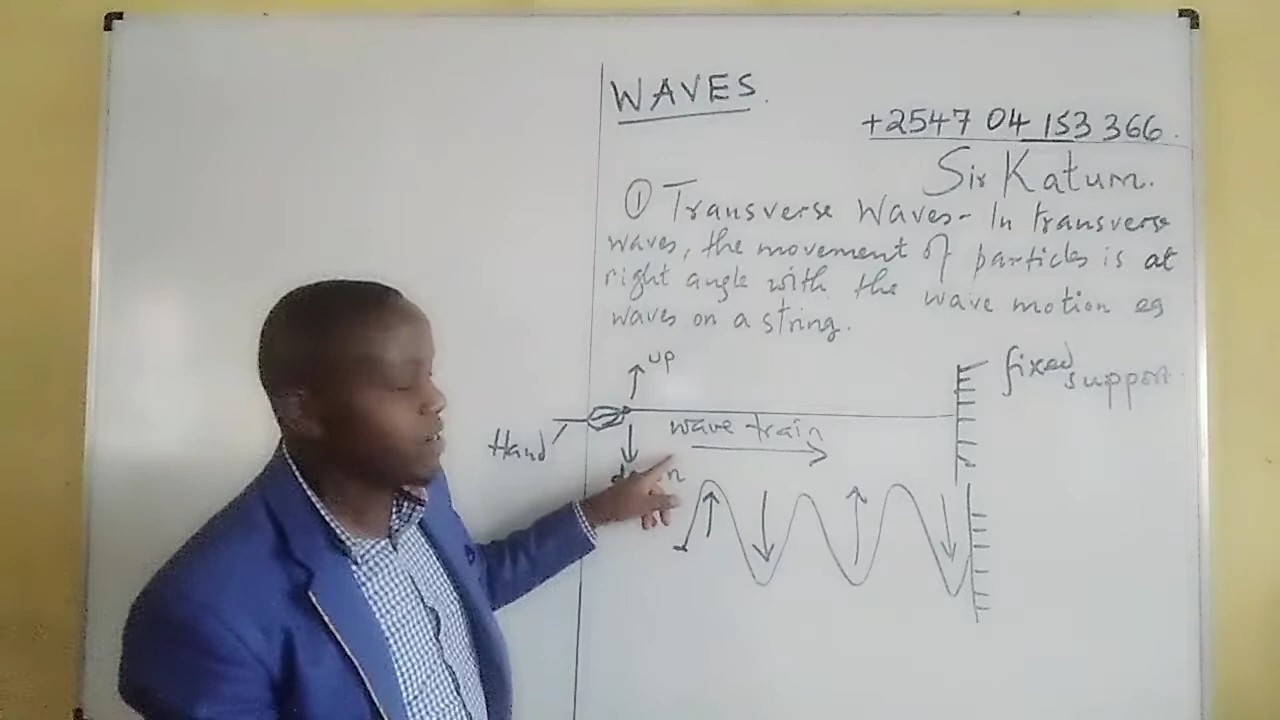 WAVES.
+2547 04 153 366.
Sir Katum.
① Transverse Waves - In transverse
waves, the movement of particles is at
right angle with the wave motion eg
waves on a string.
up
fixed
support
Hand
wave train